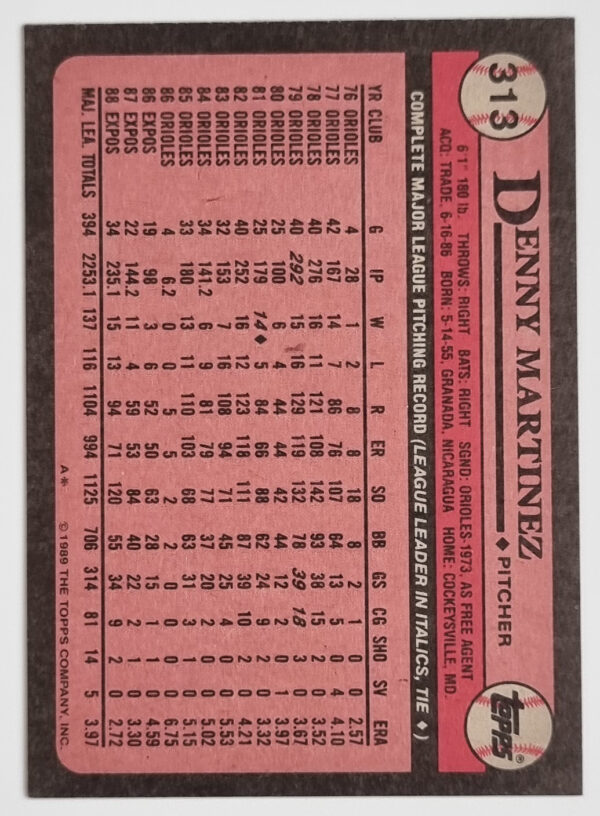 313 DENNY MARTINEZ ♦ PITCHER TOPPS®
6'1" 180 lb. THROWS: RIGHT BATS: RIGHT SGND: ORIOLES-1973, AS FREE AGENT
ACQ: TRADE, 6-16-86 BORN: 5-14-55, GRANADA, NICARAGUA HOME: COCKEYSVILLE, MD.
COMPLETE MAJOR LEAGUE PITCHING RECORD (LEAGUE LEADER IN ITALICS, TIE ♦)
YR CLUB G IP W L R ER SO BB GS CG SHO SV ERA
76 ORIOLES 4 28 1 2 8 8 18 8 2 1 0 0 2.57
77 ORIOLES 42 167 14 7 86 76 107 64 13 5 0 4 4.10
78 ORIOLES 40 276 16 11 121 108 142 93 38 15 2 0 3.52
79 ORIOLES 40 292 15 16 129 119 132 78 39 18 3 0 3.67
80 ORIOLES 25 100 6 4 44 44 42 44 12 2 0 1 3.97
81 ORIOLES 25 179 14♦ 5 84 66 88 62 24 9 2 0 3.32
82 ORIOLES 40 252 16 12 123 118 111 87 39 10 2 0 4.21
83 ORIOLES 32 153 7 16 108 94 71 45 25 4 0 0 5.53
84 ORIOLES 34 141.2 6 9 81 79 77 37 20 2 0 0 5.02
85 ORIOLES 33 180 13 11 110 103 68 63 31 3 1 0 5.15
86 ORIOLES 4 6.2 0 0 5 5 2 2 0 0 0 0 6.75
86 EXPOS 19 98 3 6 52 50 63 28 15 1 1 0 4.59
87 EXPOS 22 144.2 11 4 59 53 84 40 22 2 1 0 3.30
88 EXPOS 34 235.1 15 13 94 71 120 55 34 9 2 0 2.72
MAJ. LEA. TOTALS 394 2253.1 137 116 1104 994 1125 706 314 81 14 5 3.97
A* © 1989 THE TOPPS COMPANY, INC.